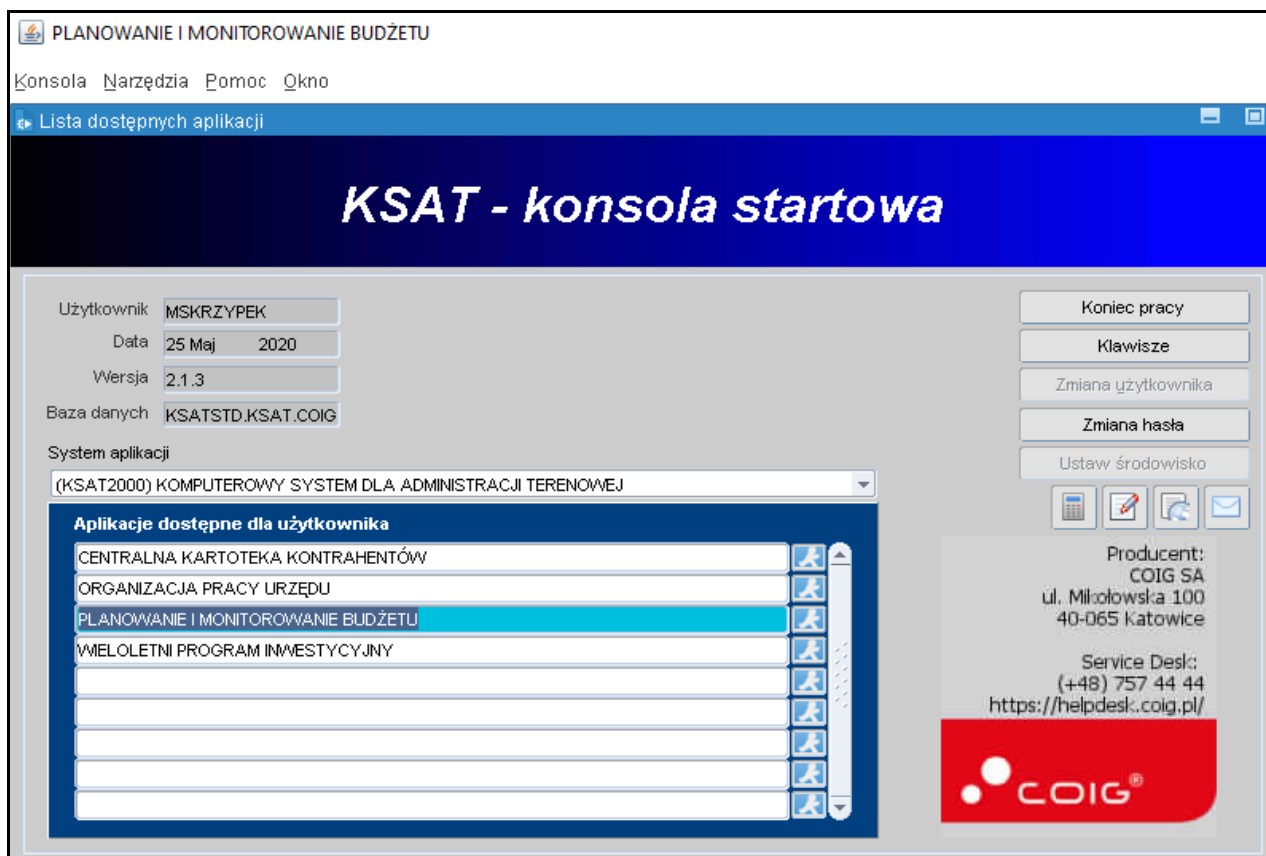 PLANOWANIE I MONITOROWANIE BUDŻETU
Konsola Narzędzia Pomoc Okno
Lista dostępnych aplikacji
KSAT - konsola startowa
Użytkownik MSKRZYPEK
Data 25 Maj 2020
Wersja 2.1.3
Baza danych KSATSTD.KSAT.COIG
System aplikacji
(KSAT2000) KOMPUTEROWY SYSTEM DLA ADMINISTRACJI TERENOWEJ
Aplikacje dostępne dla użytkownika
CENTRALNA KARTOTEKA KONTRAHENTÓW
ORGANIZACJA PRACY URZĘDU
PLANOWANIE I MONITOROWANIE BUDŻETU
WIELOLETNI PROGRAM INWESTYCYJNY
Koniec pracy
Klawisze
Zmiana użytkownika
Zmiana hasła
Ustaw środowisko
Producent:
COIG SA
ul. Mikołowska 100
40-065 Katowice
Service Desk:
(+48) 757 44 44
https://helpdesk.coig.pl/
COIG®